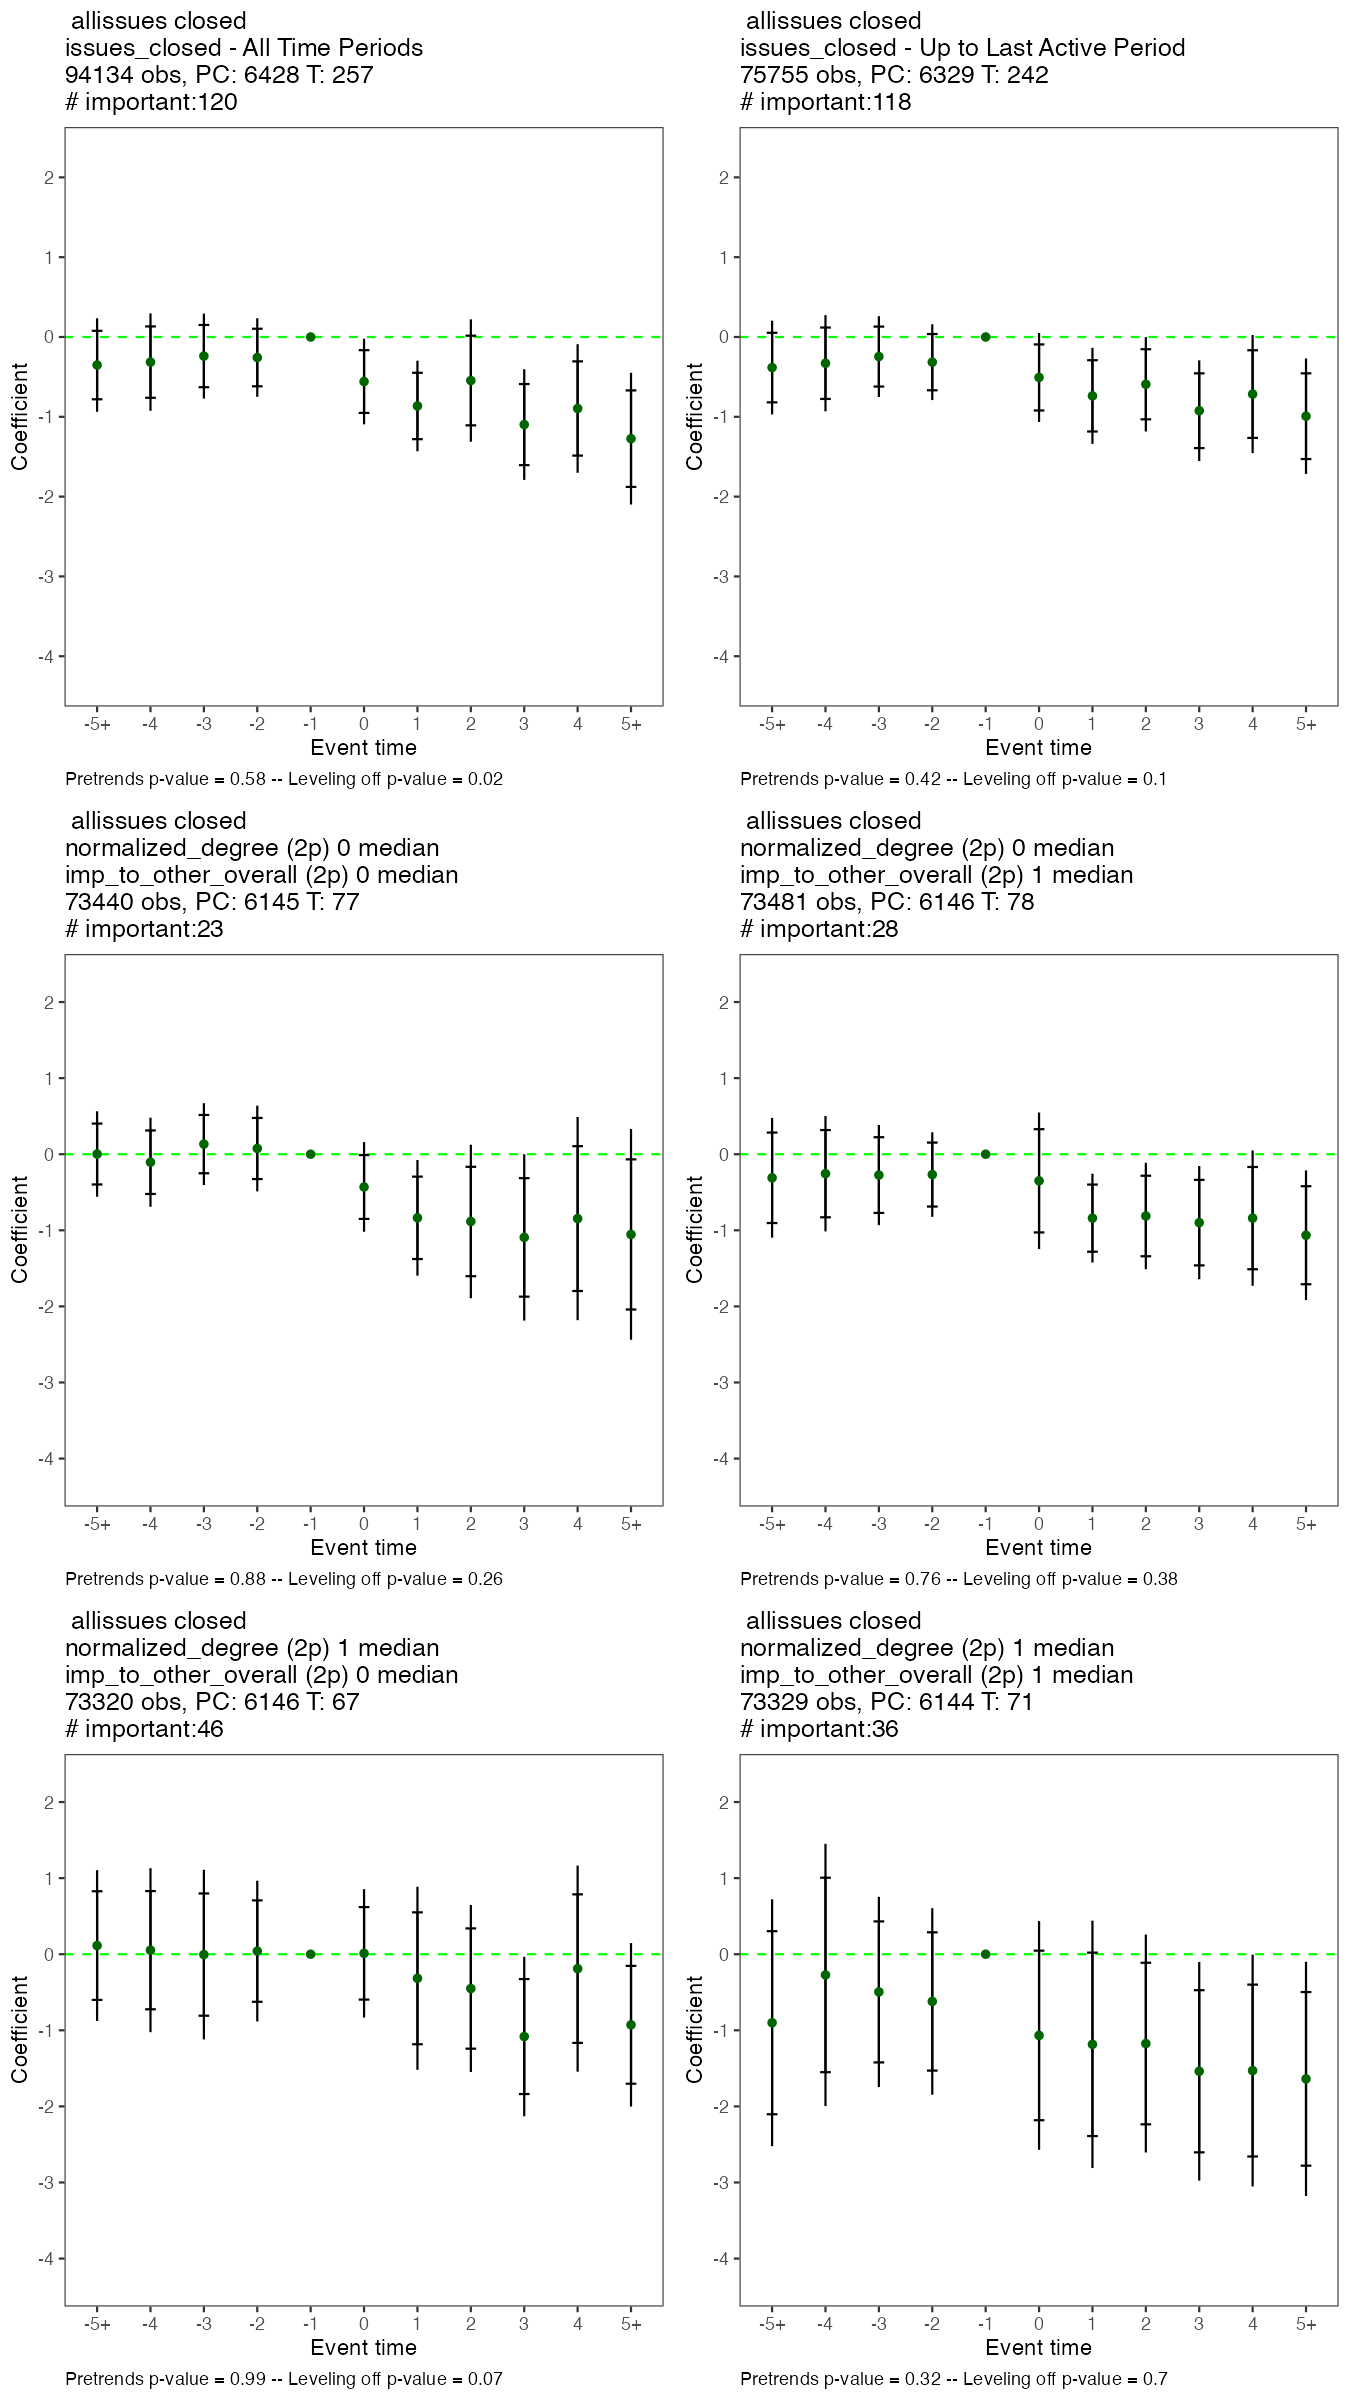 allissues closed
issues_closed - All Time Periods
94134 obs, PC: 6428 T: 257
# important:120
2
1
0
-1
-2
-3
-4
Coefficient
-5+ -4 -3 -2 -1 0 1 2 3 4 5+
Event time
Pretrends p-value = 0.58 -- Leveling off p-value = 0.02
allissues closed
issues_closed - Up to Last Active Period
75755 obs, PC: 6329 T: 242
# important:118
2
1
0
-1
-2
-3
-4
Coefficient
-5+ -4 -3 -2 -1 0 1 2 3 4 5+
Event time
Pretrends p-value = 0.42 -- Leveling off p-value = 0.1
allissues closed
normalized_degree (2p) 0 median
imp_to_other_overall (2p) 0 median
73440 obs, PC: 6145 T: 77
# important:23
2
1
0
-1
-2
-3
-4
Coefficient
-5+ -4 -3 -2 -1 0 1 2 3 4 5+
Event time
Pretrends p-value = 0.88 -- Leveling off p-value = 0.26
allissues closed
normalized_degree (2p) 0 median
imp_to_other_overall (2p) 1 median
73481 obs, PC: 6146 T: 78
# important:28
2
1
0
-1
-2
-3
-4
Coefficient
-5+ -4 -3 -2 -1 0 1 2 3 4 5+
Event time
Pretrends p-value = 0.76 -- Leveling off p-value = 0.38
allissues closed
normalized_degree (2p) 1 median
imp_to_other_overall (2p) 0 median
73320 obs, PC: 6146 T: 67
# important:46
2
1
0
-1
-2
-3
-4
Coefficient
-5+ -4 -3 -2 -1 0 1 2 3 4 5+
Event time
Pretrends p-value = 0.99 -- Leveling off p-value = 0.07
allissues closed
normalized_degree (2p) 1 median
imp_to_other_overall (2p) 1 median
73329 obs, PC: 6144 T: 71
# important:36
2
1
0
-1
-2
-3
-4
Coefficient
-5+ -4 -3 -2 -1 0 1 2 3 4 5+
Event time
Pretrends p-value = 0.32 -- Leveling off p-value = 0.7